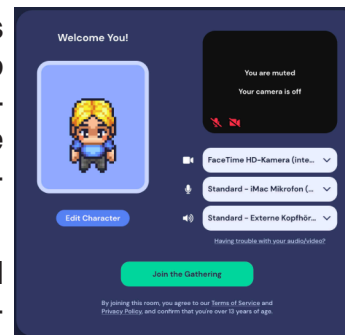 Welcome You!
You are muted
Your camera is off
FaceTime HD-Kamera (inte...
Standard - iMac Mikrofon (...
Standard - Externe Kopfhör...
Edit Character
Having trouble with your audio/video?
Join the Gathering
By joining this room, you agree to our Terms of Service and
Privacy Policy, and confirm that you're over 13 years of age.